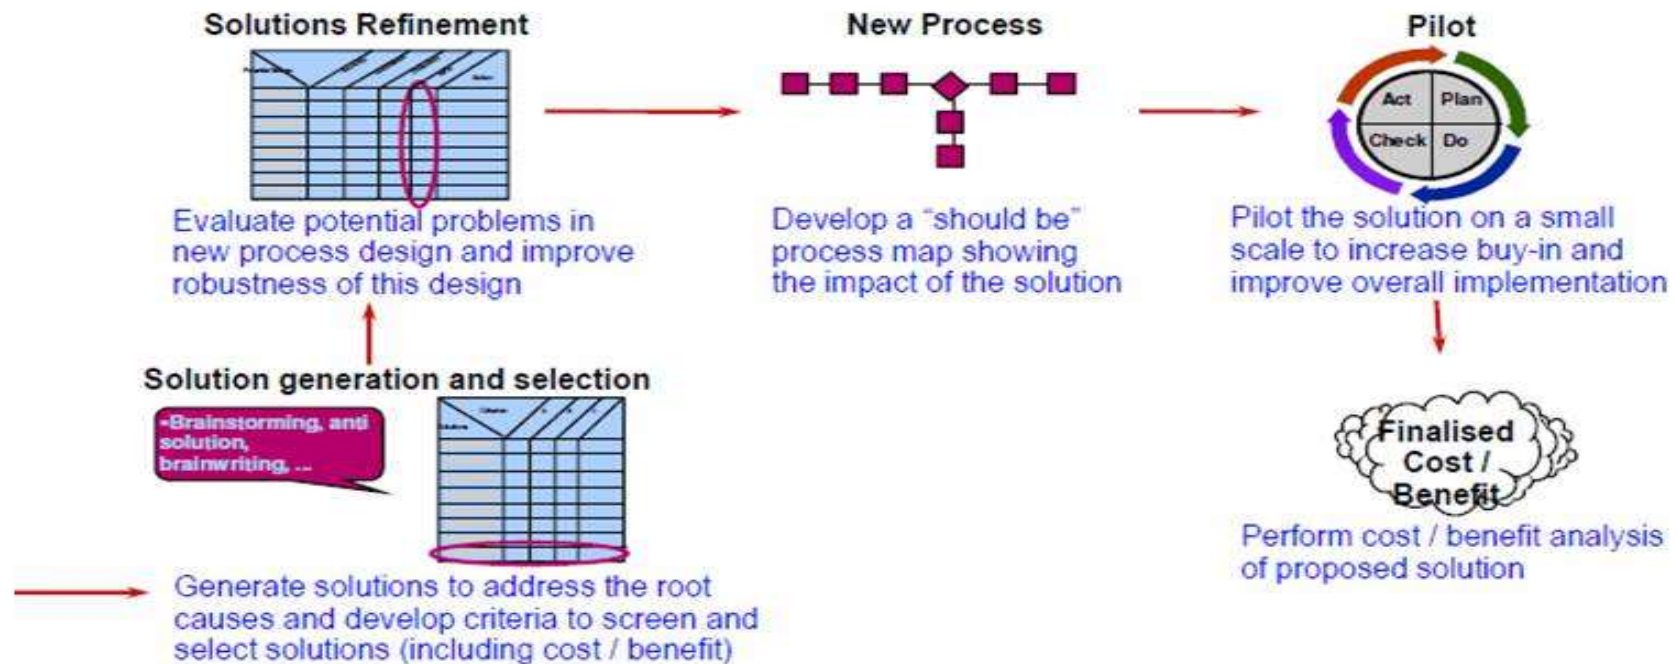 Solutions Refinement
New Process
Pilot
Act
Plan
Check
Do
Evaluate potential problems in
new process design and improve
robustness of this design
Develop a “should be”
process map showing
the impact of the solution
Pilot the solution on a small
scale to increase buy-in and
improve overall implementation
Solution generation and selection
-Brainstorming, anti
solution,
brainwriting, ...
Finalised
Cost /
Benefit
Generate solutions to address the root
causes and develop criteria to screen and
select solutions (including cost / benefit)
Perform cost / benefit analysis
of proposed solution